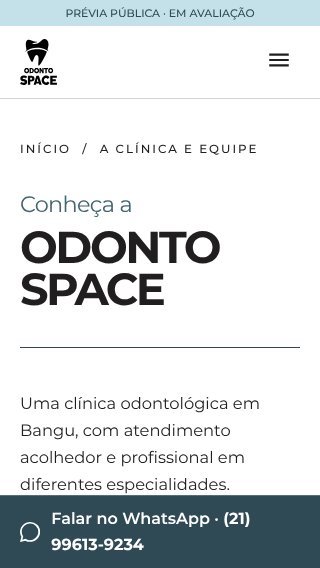 PRÉVIA PÚBLICA · EM AVALIAÇÃO
ODONTO
SPACE
INÍCIO / A CLÍNICA E EQUIPE
Conheça a
ODONTO
SPACE
Uma clínica odontológica em
Bangu, com atendimento
acolhedor e profissional em
diferentes especialidades.
Falar no WhatsApp · (21)
99613-9234